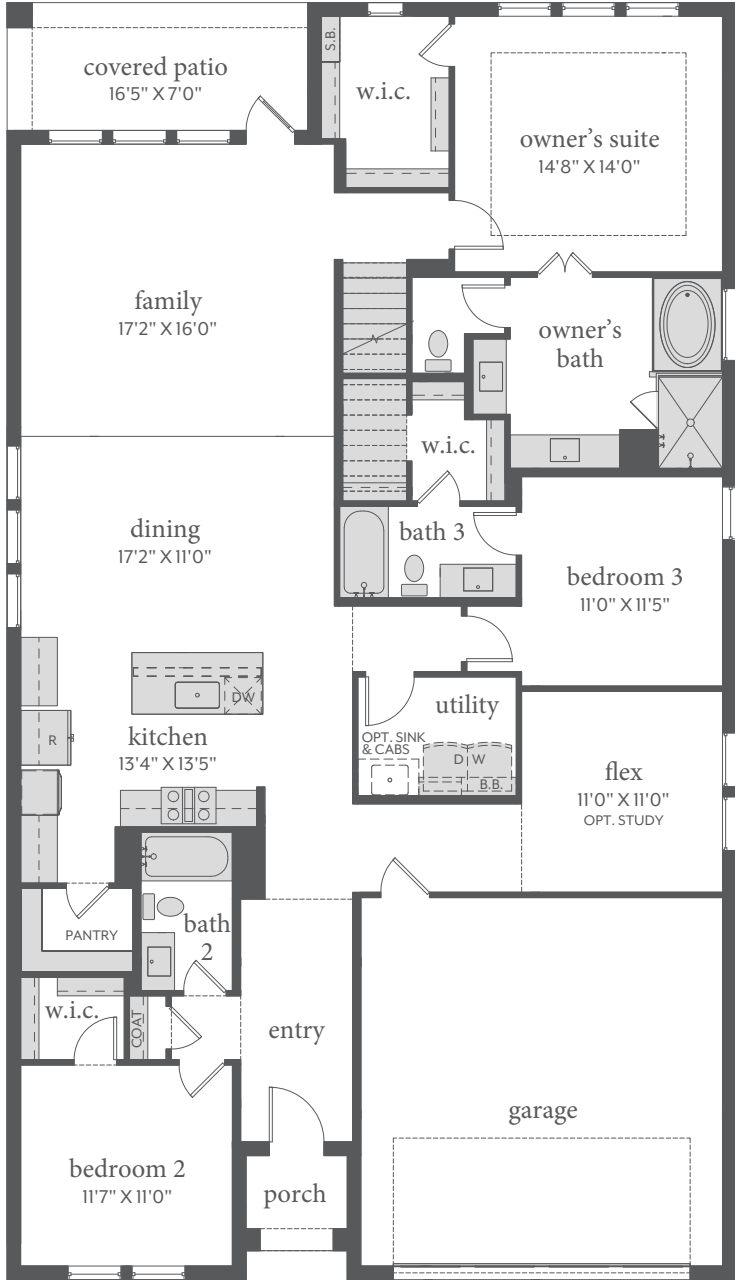 covered patio
16'5" X 7'0"
S.B.
w.i.c.
owner's suite
14'8" X 14'0"
family
17'2" X 16'0"
owner's
bath
w.i.c.
dining
17'2" X 11'0"
bath 3
bedroom 3
11'0" X 11'5"
DW
R
kitchen
13'4" X 13'5"
utility
OPT. SINK
& CABS
D W
B.B.
flex
11'0" X 11'0"
OPT. STUDY
PANTRY
bath
2
w.i.c.
COAT
entry
garage
bedroom 2
11'7" X 11'0"
porch